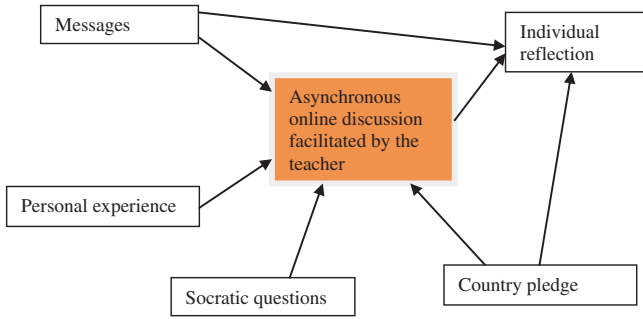 Messages
Individual
reflection
Asynchronous
online discussion
facilitated by the
teacher
Personal experience
Socratic questions
Country pledge